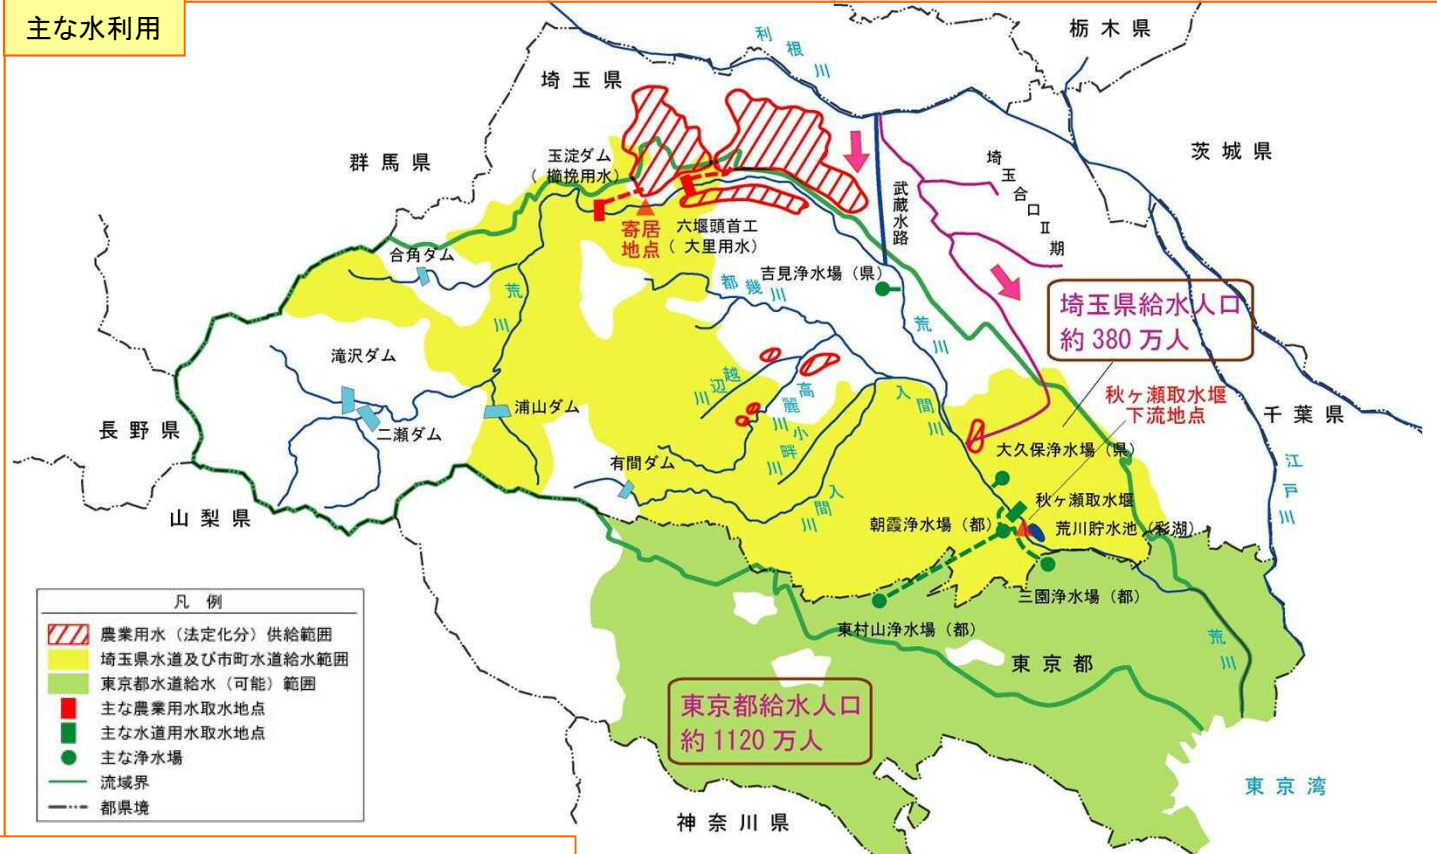 主な水利用
栃木県
利根川
埼玉県
群馬県
茨城県
玉淀ダム
（櫛挽用水）
埼玉合口Ⅱ期
武蔵水路
寄居
地点
六堰頭首工
（大里用水）
合角ダム
吉見浄水場（県）
都幾川
荒川
荒川
埼玉県給水人口
約 380 万人
滝沢ダム
越辺川
高麗川
小畔川
入間川
秋ヶ瀬取水堰
下流地点
浦山ダム
二瀬ダム
千葉県
長野県
大久保浄水場（県）
有間ダム
入間川
江戸川
秋ヶ瀬取水堰
山梨県
朝霞浄水場（都）
荒川貯水池（彩湖）
三園浄水場（都）
東村山浄水場（都）
荒川
東京都
東京都給水人口
約 1120 万人
東京湾
神奈川県
凡例
農業用水（法定化分）供給範囲
埼玉県水道及び市町水道給水範囲
東京都水道給水（可能）範囲
主な農業用水取水地点
主な水道用水取水地点
主な浄水場
流域界
都県境